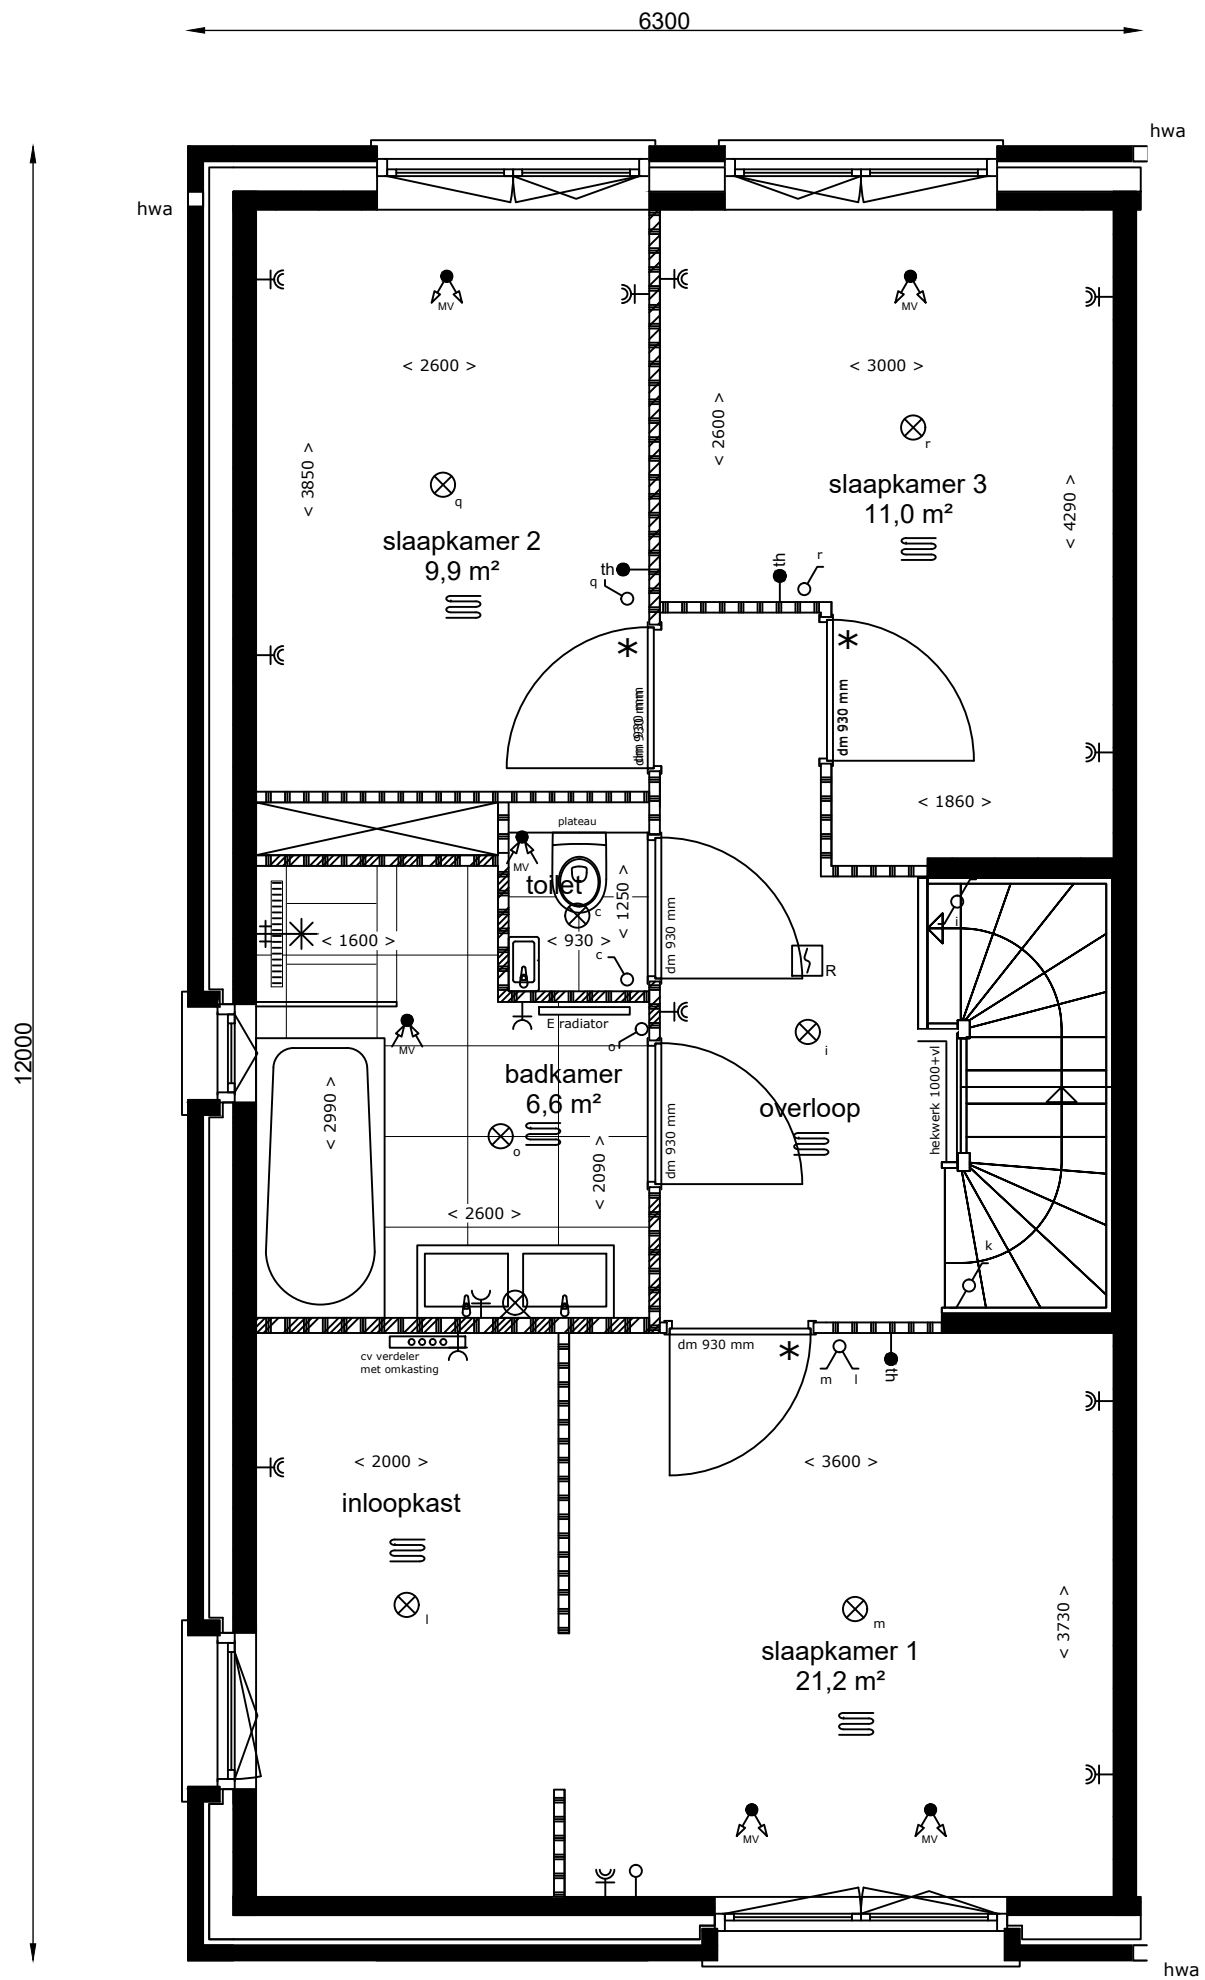 6300
hwa
hwa
MV
MV
< 2600 >
< 3000 >
< 2600 >
< 3850 >
< 4290 >
r
slaapkamer 3
11,0 m²
q
slaapkamer 2
9,9 m²
th
q
th
r
*
*
dm 930 mm
dm 930 mm
< 1860 >
plateau
MV
toilet
c
< 1250 >
< 930 >
c
< 1600 >
dm 930 mm
R
i
E radiator
o
MV
i
12000
badkamer
6,6 m²
o
< 2990 >
< 2090 >
< 2600 >
dm 930 mm
overloop
hekwerk 1000+vl
k
cv verdeler
met omkasting
dm 930 mm
*
m
l
th
< 2000 >
< 3600 >
inloopkast
l
m
< 3730 >
slaapkamer 1
21,2 m²
MV
MV
hwa